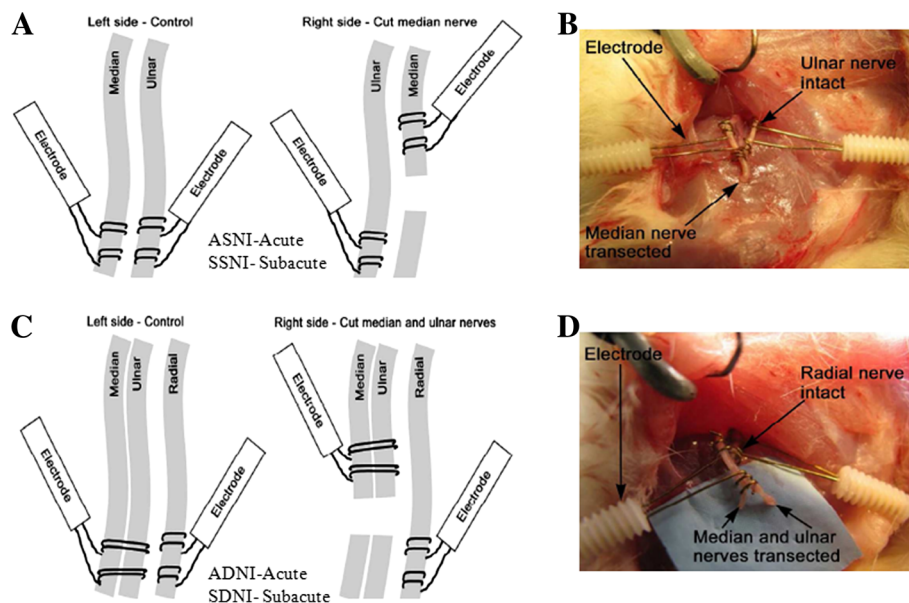 A
Left side - Control
Right side - Cut median nerve
Median
Ulnar
Electrode
Electrode
Ulnar
Median
Electrode
Electrode
ASNI-Acute
SSNI- Subacute
B
Electrode
Ulnar nerve
intact
Median nerve
transected
C
Left side - Control
Right side - Cut median and ulnar nerves
Median
Ulnar
Radial
Electrode
Electrode
Electrode
Median
Ulnar
Radial
Electrode
ADNI-Acute
SDNI- Subacute
D
Electrode
Radial nerve
intact
Median and ulnar
nerves transected